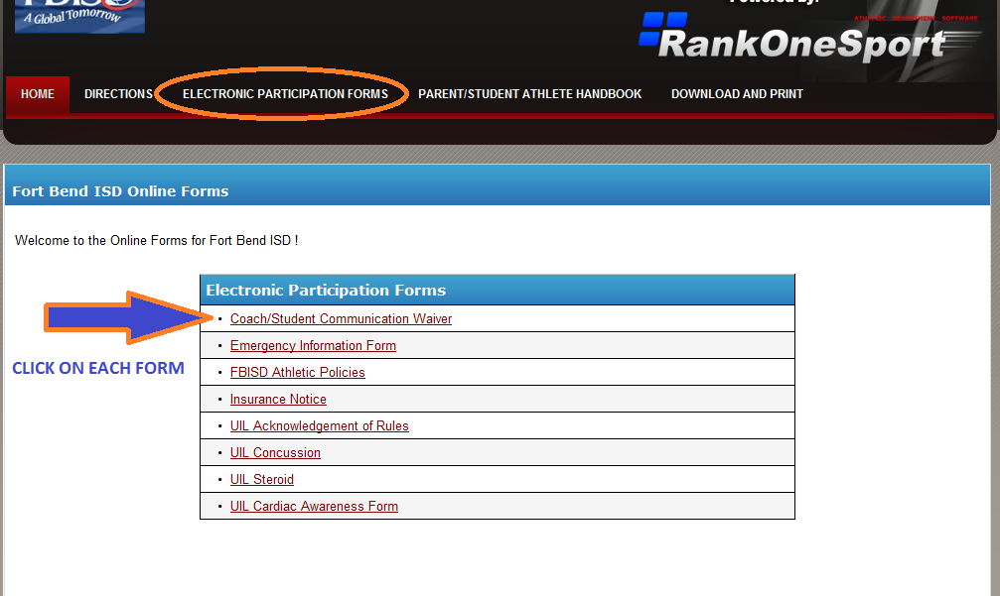 A Global Tomorrow
ATHLETIC DEPARTMENT SOFTWARE
RankOneSport
HOME
DIRECTIONS
ELECTRONIC PARTICIPATION FORMS
PARENT/STUDENT ATHLETE HANDBOOK
DOWNLOAD AND PRINT
Fort Bend ISD Online Forms
Welcome to the Online Forms for Fort Bend ISD !
Electronic Participation Forms
• Coach/Student Communication Waiver
• Emergency Information Form
CLICK ON EACH FORM
• FBISD Athletic Policies
• Insurance Notice
• UIL Acknowledgement of Rules
• UIL Concussion
• UIL Steroid
• UIL Cardiac Awareness Form